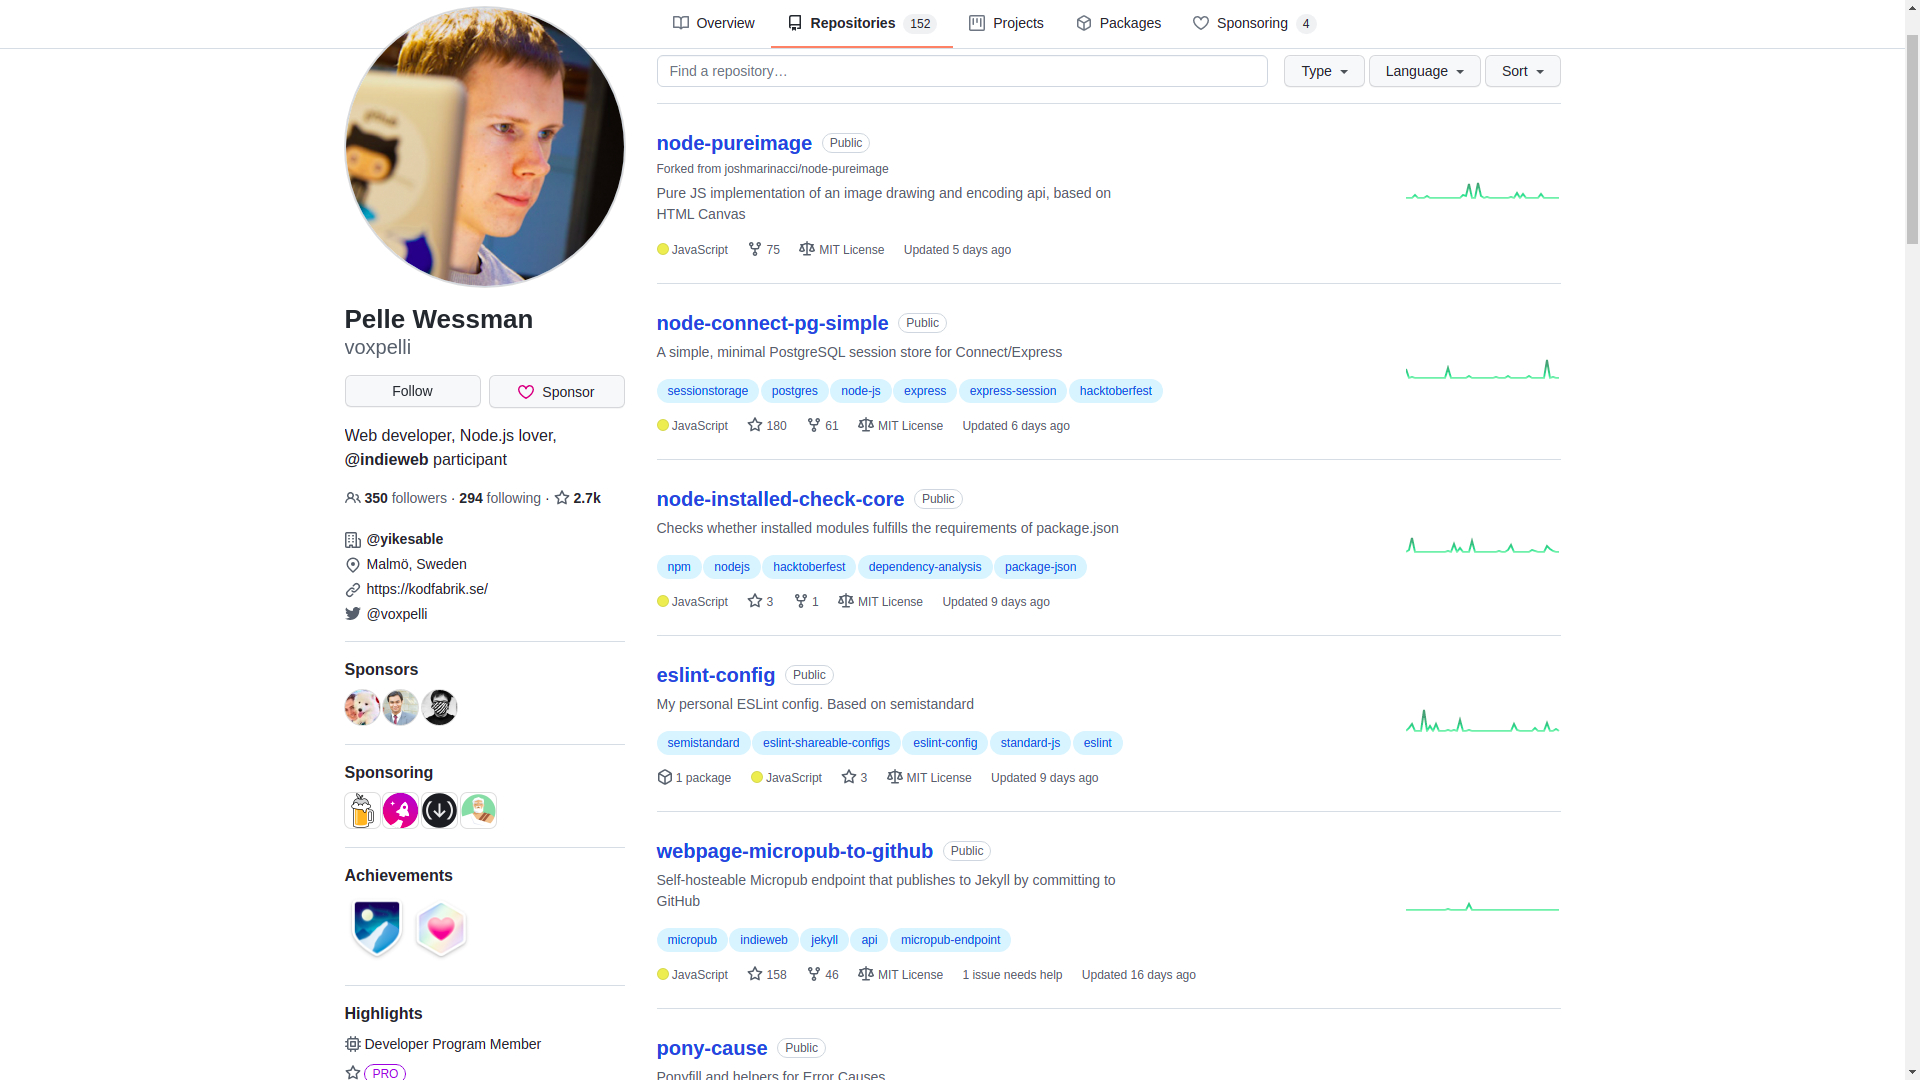 Overview
Repositories 152
Projects
Packages
Sponsoring 4
Find a repository…
Type
Language
Sort
Pelle Wessman
voxpelli
Follow
Sponsor
Web developer, Node.js lover,
@indieweb participant
350 followers · 294 following · 2.7k
@yikesable
Malmö, Sweden
https://kodfabrik.se/
@voxpelli
Sponsors
Sponsoring
Achievements
Highlights
Developer Program Member
PRO
node-pureimage Public
Forked from joshmarinacci/node-pureimage
Pure JS implementation of an image drawing and encoding api, based on
HTML Canvas
JavaScript 75 MIT License Updated 5 days ago
node-connect-pg-simple Public
A simple, minimal PostgreSQL session store for Connect/Express
sessionstorage postgres node-js express express-session hacktoberfest
JavaScript 180 61 MIT License Updated 6 days ago
node-installed-check-core Public
Checks whether installed modules fulfills the requirements of package.json
npm nodejs hacktoberfest dependency-analysis package-json
JavaScript 3 1 MIT License Updated 9 days ago
eslint-config Public
My personal ESLint config. Based on semistandard
semistandard eslint-shareable-configs eslint-config standard-js eslint
1 package JavaScript 3 MIT License Updated 9 days ago
webpage-micropub-to-github Public
Self-hosteable Micropub endpoint that publishes to Jekyll by committing to
GitHub
micropub indieweb jekyll api micropub-endpoint
JavaScript 158 46 MIT License 1 issue needs help Updated 16 days ago
pony-cause Public
Ponyfill and helpers for Error Causes